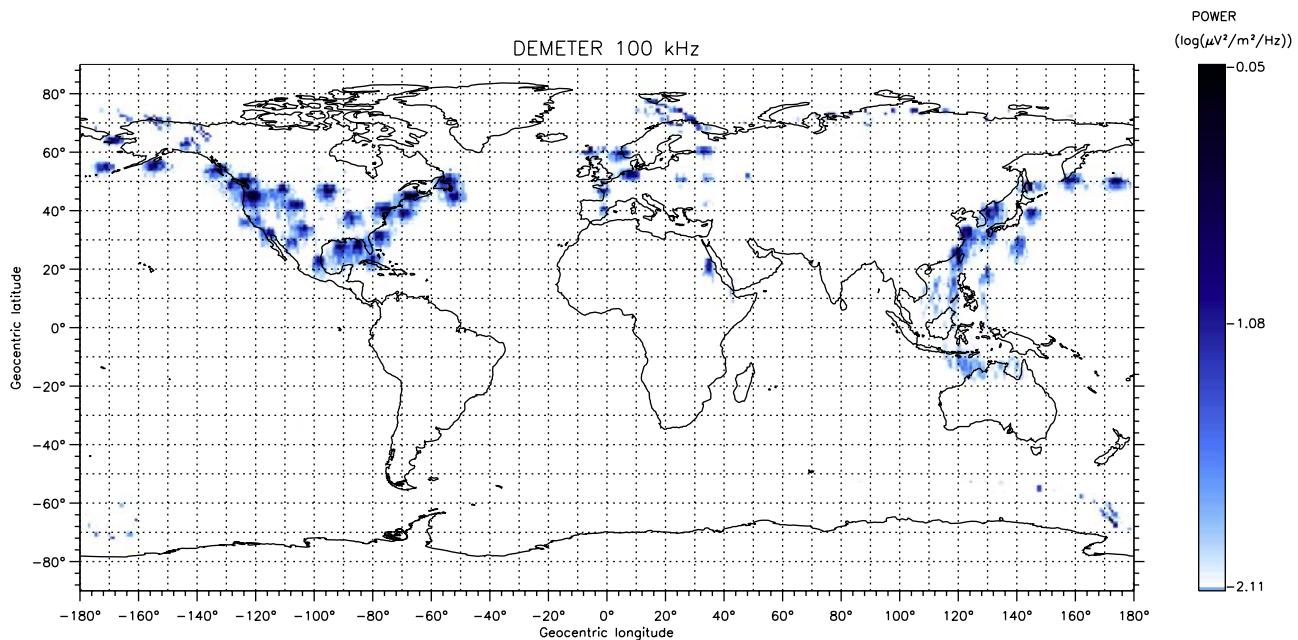 POWER
(log(μV²/m²/Hz))
DEMETER 100 kHz
−0.05
80°
60°
40°
20°
0°
−20°
−40°
−60°
−80°
Geocentric latitude
−1.08
−2.11
−180° −160° −140° −120° −100° −80° −60° −40° −20° 0° 20° 40° 60° 80° 100° 120° 140° 160° 180°
Geocentric longitude